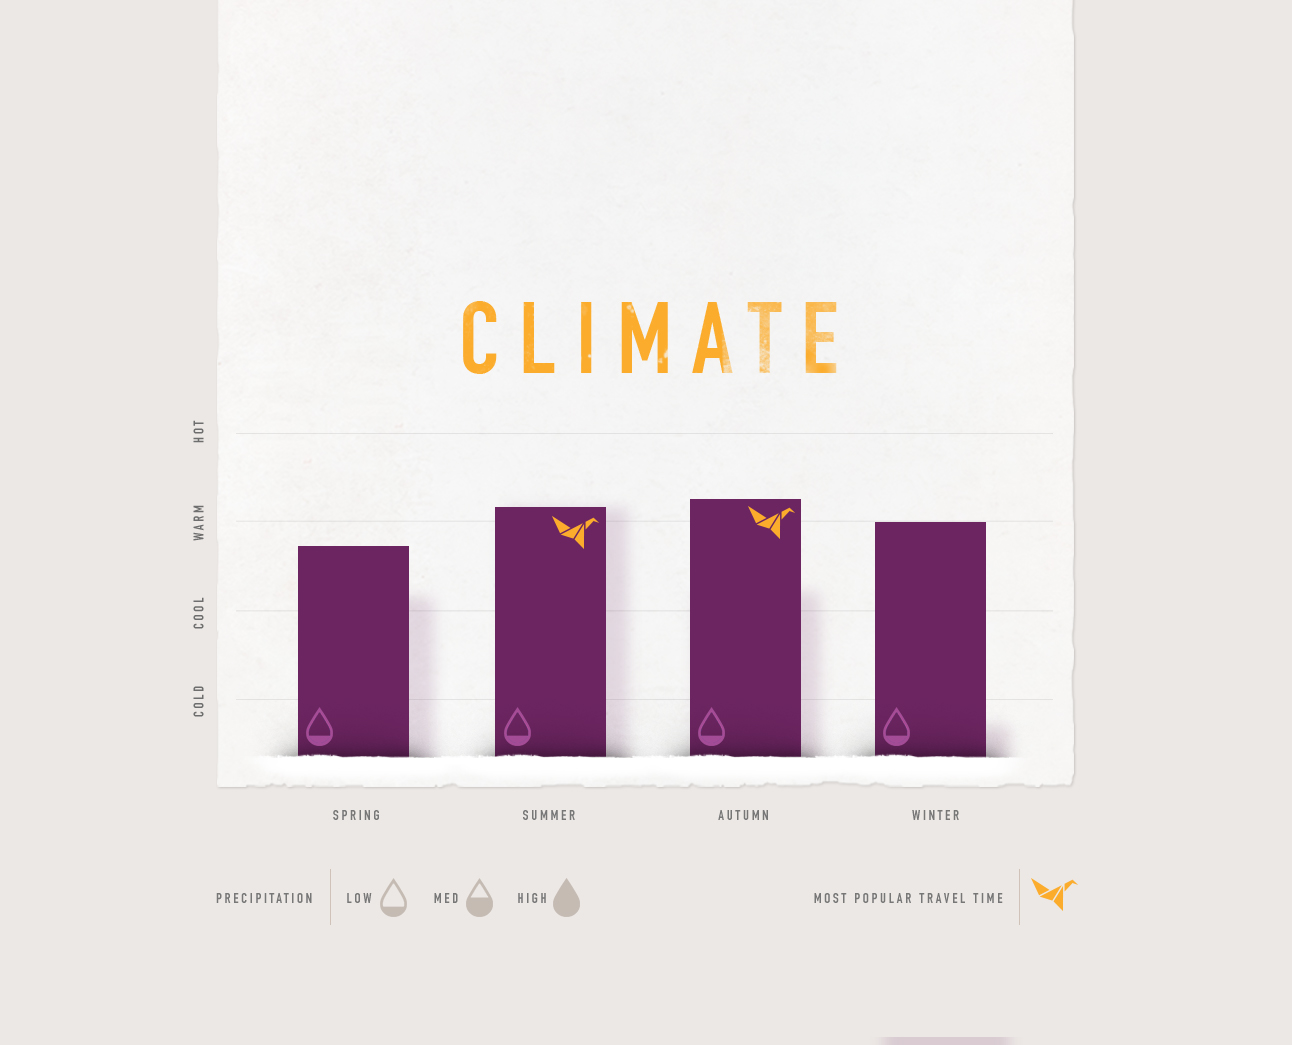 CLIMATE
HOT
WARM
COOL
COLD
SPRING SUMMER AUTUMN WINTER
PRECIPITATION LOW MED HIGH MOST POPULAR TRAVEL TIME